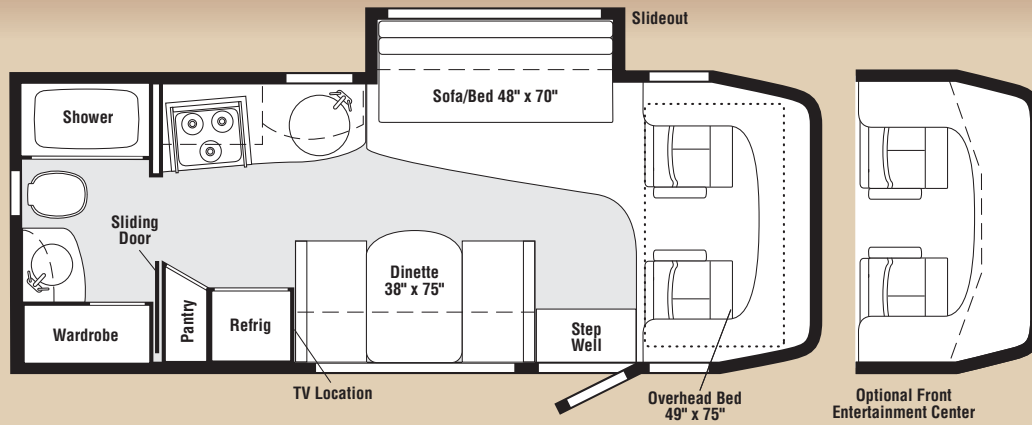 Slideout
Sofa/Bed 48" x 70"
Shower
Sliding
Door
Dinette
38" x 75"
Pantry
Refrig
Wardrobe
Step
Well
TV Location
Overhead Bed
49" x 75"
Optional Front
Entertainment Center